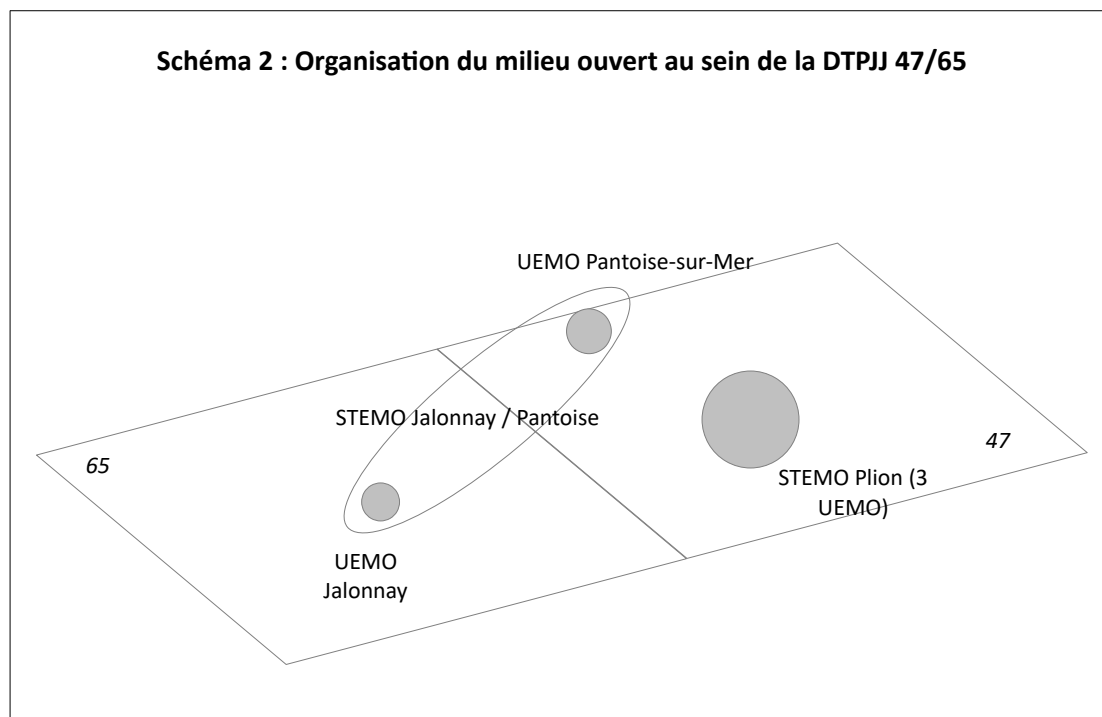 Schéma 2 : Organisation du milieu ouvert au sein de la DTPJJ 47/65
UEMO Pantoise-sur-Mer
STEMO Jalonnay / Pantoise
47
65
STEMO Plion (3
UEMO)
UEMO
Jalonnay